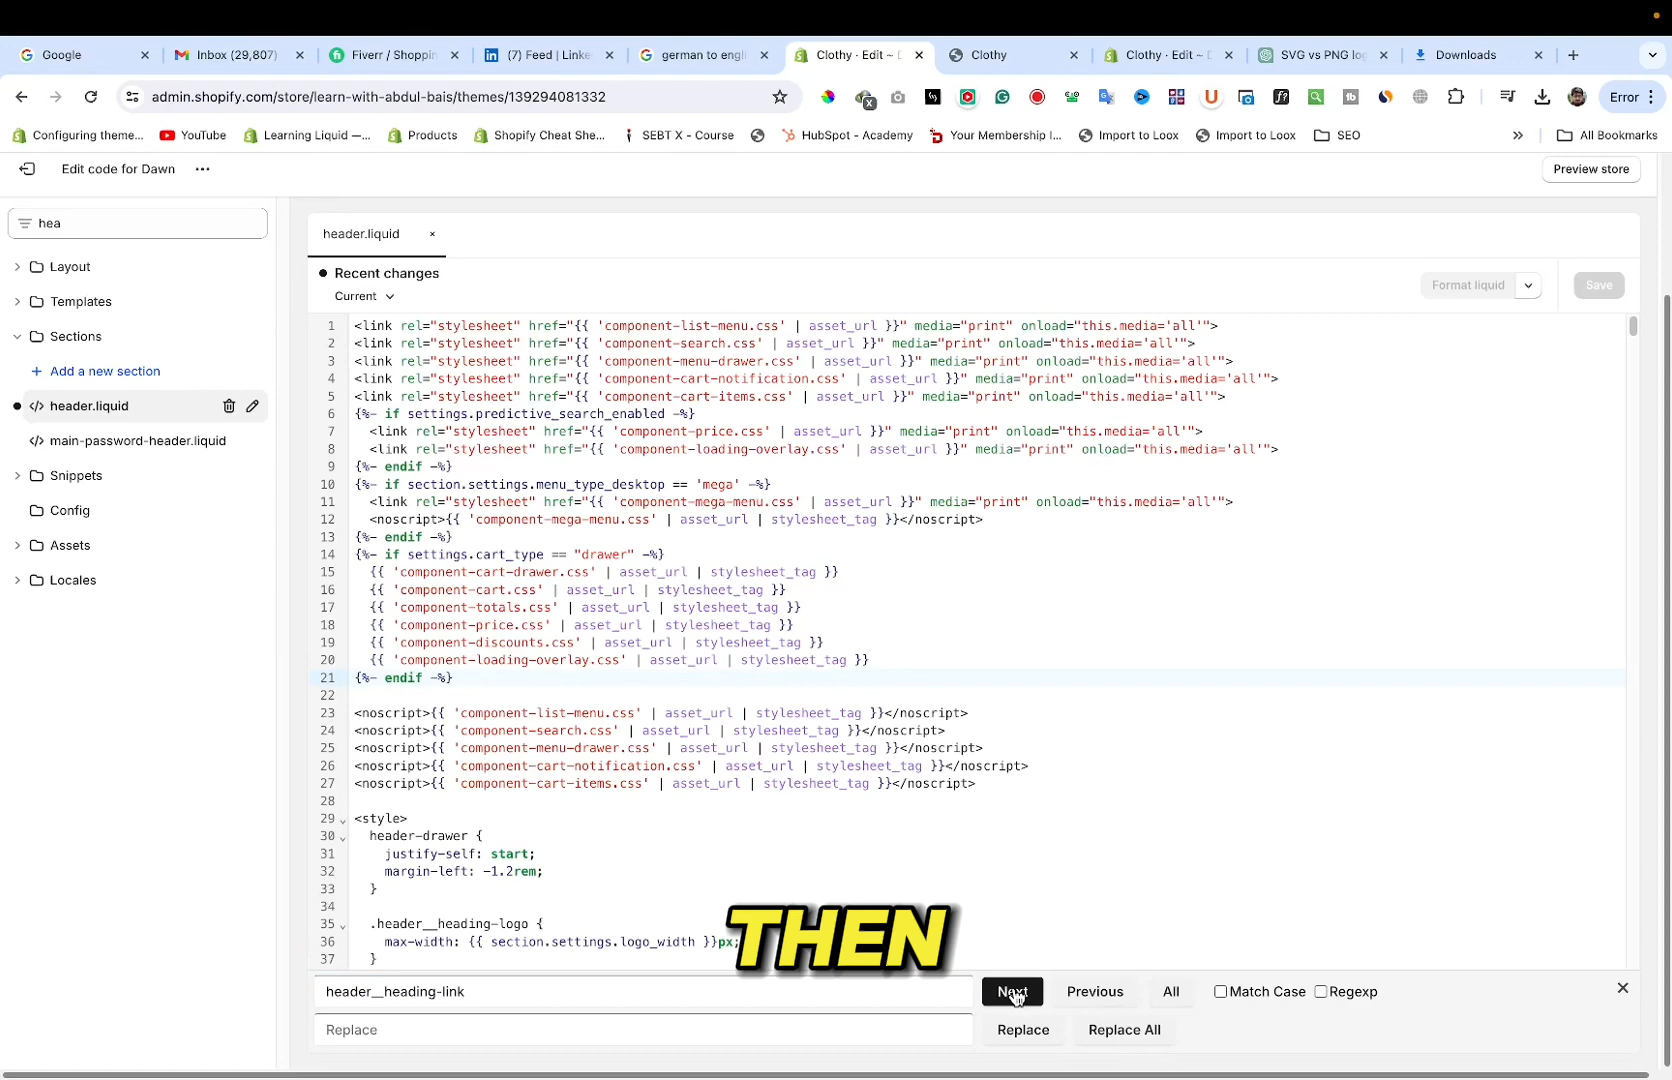 Google
Inbox (29,807)
Fiverr / Shoppin
(7) Feed | Linke
german to engl
Clothy · Edit ~ D
Clothy
Clothy · Edit ~ D
SVG vs PNG log
Downloads
admin.shopify.com/store/learn-with-abdul-bais/themes/139294081332
Error
Configuring theme...
YouTube
Learning Liquid —...
Products
Shopify Cheat She...
SEBT X - Course
HubSpot - Academy
Your Membership I...
Import to Loox
Import to Loox
SEO
»
All Bookmarks
Edit code for Dawn
...
Preview store
hea
Layout
Templates
Sections
+ Add a new section
</> header.liquid
</> main-password-header.liquid
Snippets
Config
Assets
Locales
header.liquid ×
Recent changes
Current
Format liquid
Save
1 <link rel="stylesheet" href="{{ 'component-list-menu.css' | asset_url }}" media="print" onload="this.media='all'">
2 <link rel="stylesheet" href="{{ 'component-search.css' | asset_url }}" media="print" onload="this.media='all'">
3 <link rel="stylesheet" href="{{ 'component-menu-drawer.css' | asset_url }}" media="print" onload="this.media='all'">
4 <link rel="stylesheet" href="{{ 'component-cart-notification.css' | asset_url }}" media="print" onload="this.media='all'">
5 <link rel="stylesheet" href="{{ 'component-cart-items.css' | asset_url }}" media="print" onload="this.media='all'">
6 {%- if settings.predictive_search_enabled -%}
7 <link rel="stylesheet" href="{{ 'component-price.css' | asset_url }}" media="print" onload="this.media='all'">
8 <link rel="stylesheet" href="{{ 'component-loading-overlay.css' | asset_url }}" media="print" onload="this.media='all'">
9 {%- endif -%}
10 {%- if section.settings.menu_type_desktop == 'mega' -%}
11 <link rel="stylesheet" href="{{ 'component-mega-menu.css' | asset_url }}" media="print" onload="this.media='all'">
12 <noscript>{{ 'component-mega-menu.css' | asset_url | stylesheet_tag }}</noscript>
13 {%- endif -%}
14 {%- if settings.cart_type == "drawer" -%}
15 {{ 'component-cart-drawer.css' | asset_url | stylesheet_tag }}
16 {{ 'component-cart.css' | asset_url | stylesheet_tag }}
17 {{ 'component-totals.css' | asset_url | stylesheet_tag }}
18 {{ 'component-price.css' | asset_url | stylesheet_tag }}
19 {{ 'component-discounts.css' | asset_url | stylesheet_tag }}
20 {{ 'component-loading-overlay.css' | asset_url | stylesheet_tag }}
21 {%- endif -%}
22
23 <noscript>{{ 'component-list-menu.css' | asset_url | stylesheet_tag }}</noscript>
24 <noscript>{{ 'component-search.css' | asset_url | stylesheet_tag }}</noscript>
25 <noscript>{{ 'component-menu-drawer.css' | asset_url | stylesheet_tag }}</noscript>
26 <noscript>{{ 'component-cart-notification.css' | asset_url | stylesheet_tag }}</noscript>
27 <noscript>{{ 'component-cart-items.css' | asset_url | stylesheet_tag }}</noscript>
28
29 <style>
30 header-drawer {
31 justify-self: start;
32 margin-left: -1.2rem;
33 }
34
35 .header__heading-logo {
36 max-width: {{ section.settings.logo_width }}px;
37 }
THEN
header__heading-link
Next
Previous
All
Match Case
Regexp
Replace
Replace
Replace All